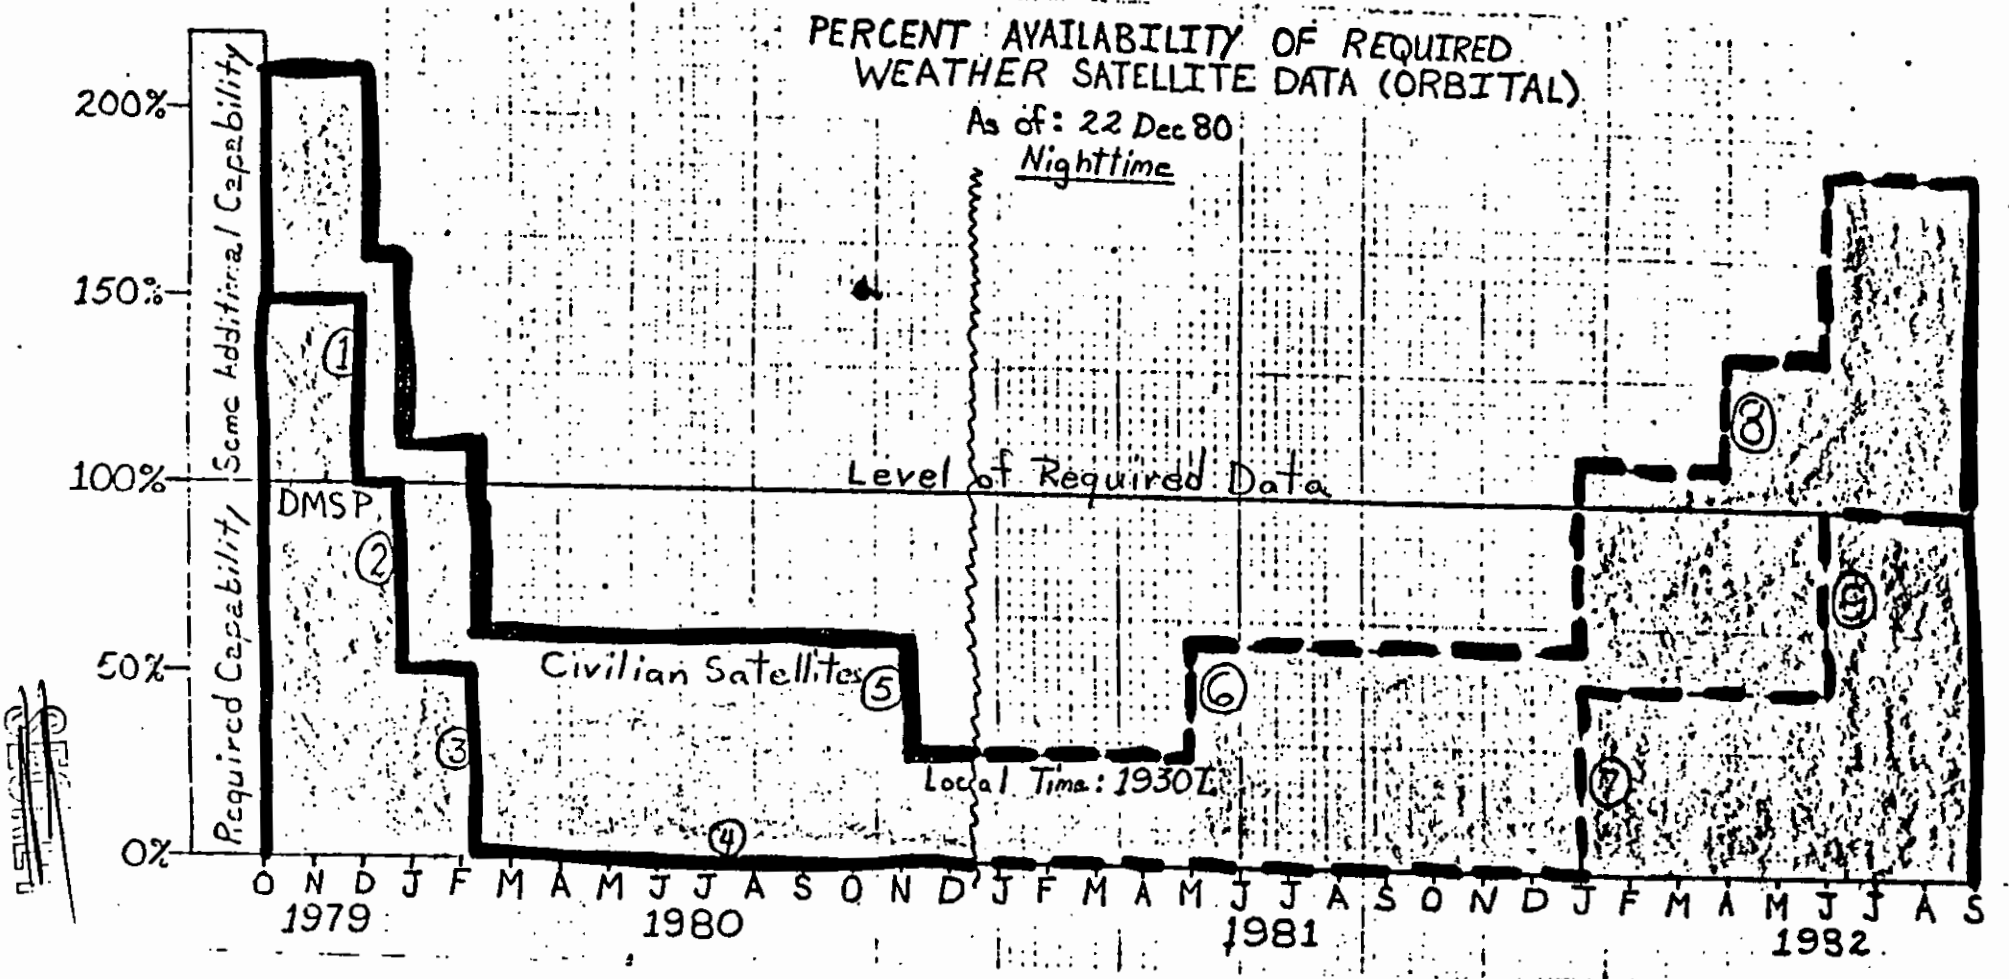 PERCENT AVAILABILITY OF REQUIRED
WEATHER SATELLITE DATA (ORBITAL)
As of: 22 Dec 80
Nighttime
200%
150%
100%
50%
0%
Some Additional Capability
Required Capability
①
DMSP
②
③
Level of Required Data
Civilian Satellites
④
⑤
⑥
Local Time: 1930L
⑦
⑧
⑨
O N D J F M A M J J A S O N D J F M A M J J A S O N D J F M A M J J A S
1979 1980 1981 1982